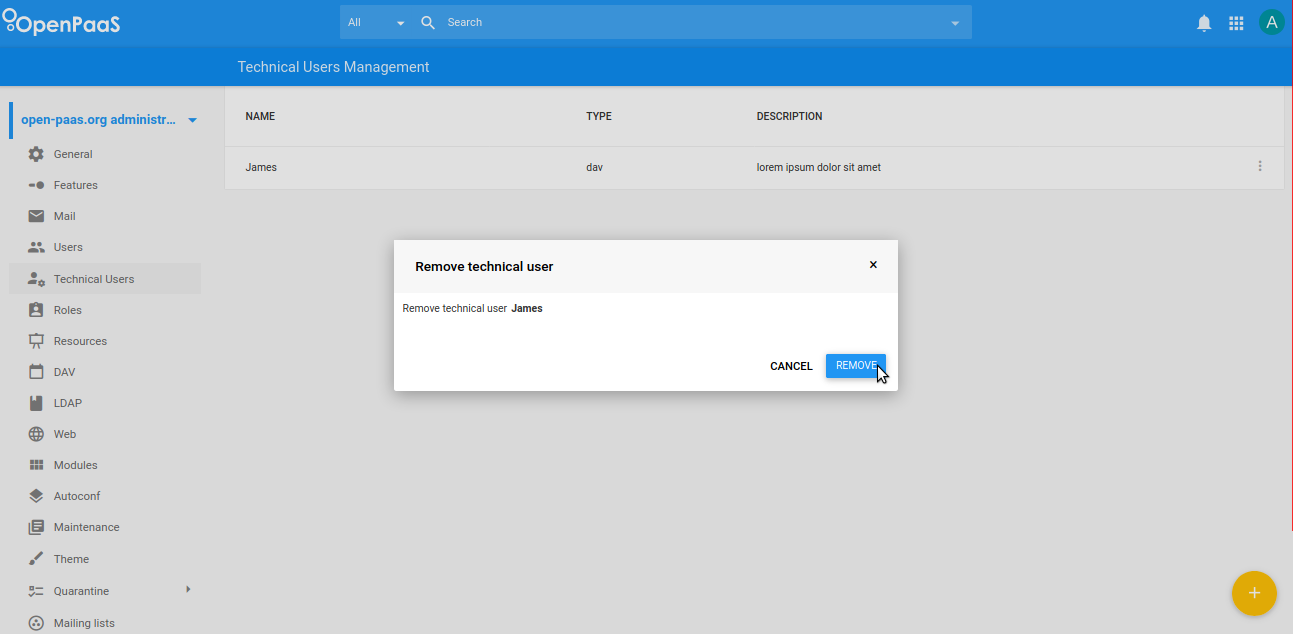 OpenPaaS
All
Search
A
Technical Users Management
open-paas.org administr...
NAME
TYPE
DESCRIPTION
James
dav
lorem ipsum dolor sit amet
General
Features
Mail
Users
Technical Users
Roles
Resources
DAV
LDAP
Web
Modules
Autoconf
Maintenance
Theme
Quarantine
Mailing lists
Remove technical user
×
Remove technical user James
CANCEL
REMOVE
+